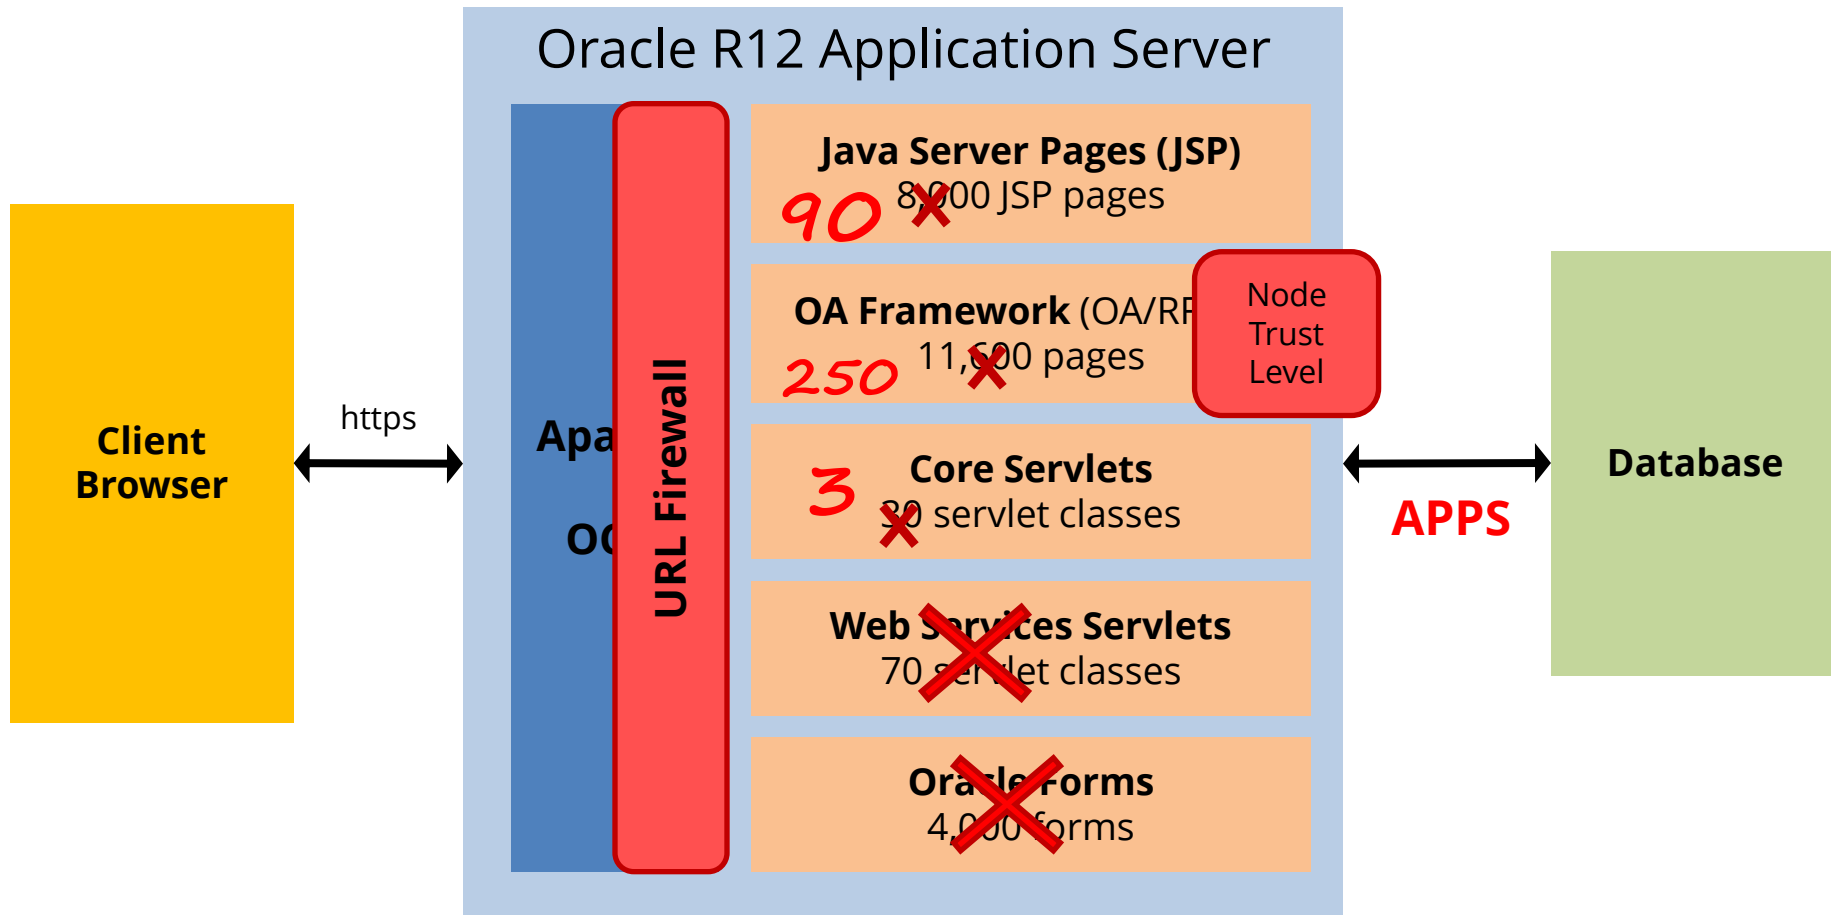 Oracle R12 Application Server
Java Server Pages (JSP)
90 8,000 JSP pages
OA Framework (OA/RF
250 11,600 pages
Node
Trust
Level
Client
Browser
https
Apa
OC
URL Firewall
3 Core Servlets
30 servlet classes
Database
APPS
Web Services Servlets
70 servlet classes
Oracle Forms
4,000 forms